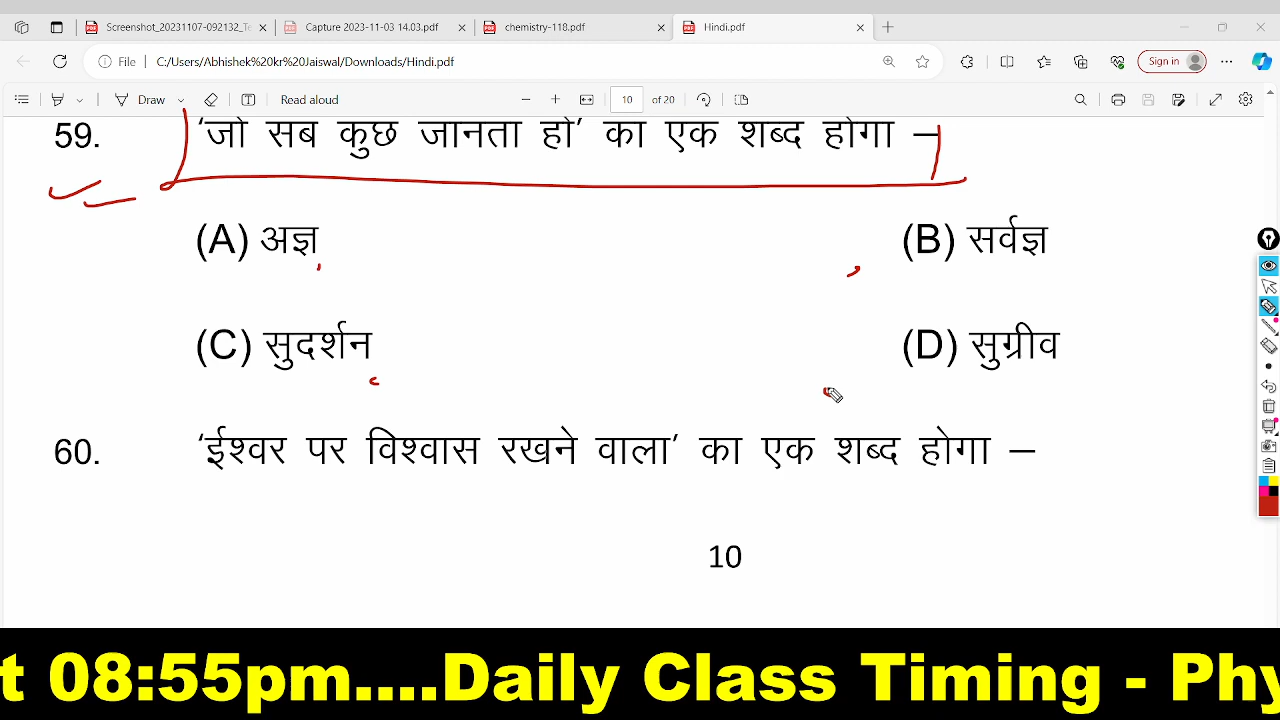 Screenshot_20231107-092132_Te
Capture 2023-11-03 14.03.pdf
chemistry-118.pdf
Hindi.pdf
File
C:/Users/Abhishek%20kr%20Jaiswal/Downloads/Hindi.pdf
Sign in
Draw
Read aloud
10 of 20
59. 'जो सब कुछ जानता हो' का एक शब्द होगा –
(A) अज्ञ
(B) सर्वज्ञ
(C) सुदर्शन
(D) सुग्रीव
60. 'ईश्वर पर विश्वास रखने वाला' का एक शब्द होगा –
10
t 08:55pm....Daily Class Timing - Phy